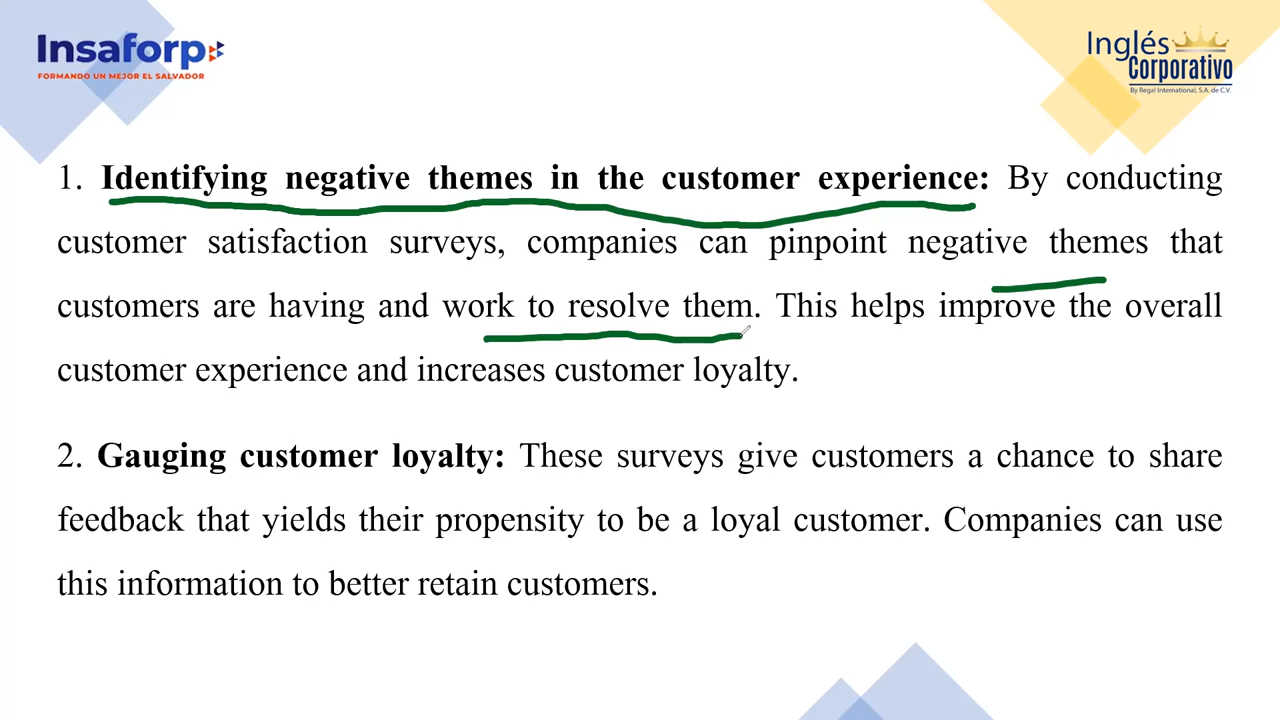 Insaforp
FORMANDO UN MEJOR EL SALVADOR
Inglés
Corporativo
By Regal International, S.A. de C.V.
1. Identifying negative themes in the customer experience: By conducting
customer satisfaction surveys, companies can pinpoint negative themes that
customers are having and work to resolve them. This helps improve the overall
customer experience and increases customer loyalty.
2. Gauging customer loyalty: These surveys give customers a chance to share
feedback that yields their propensity to be a loyal customer. Companies can use
this information to better retain customers.